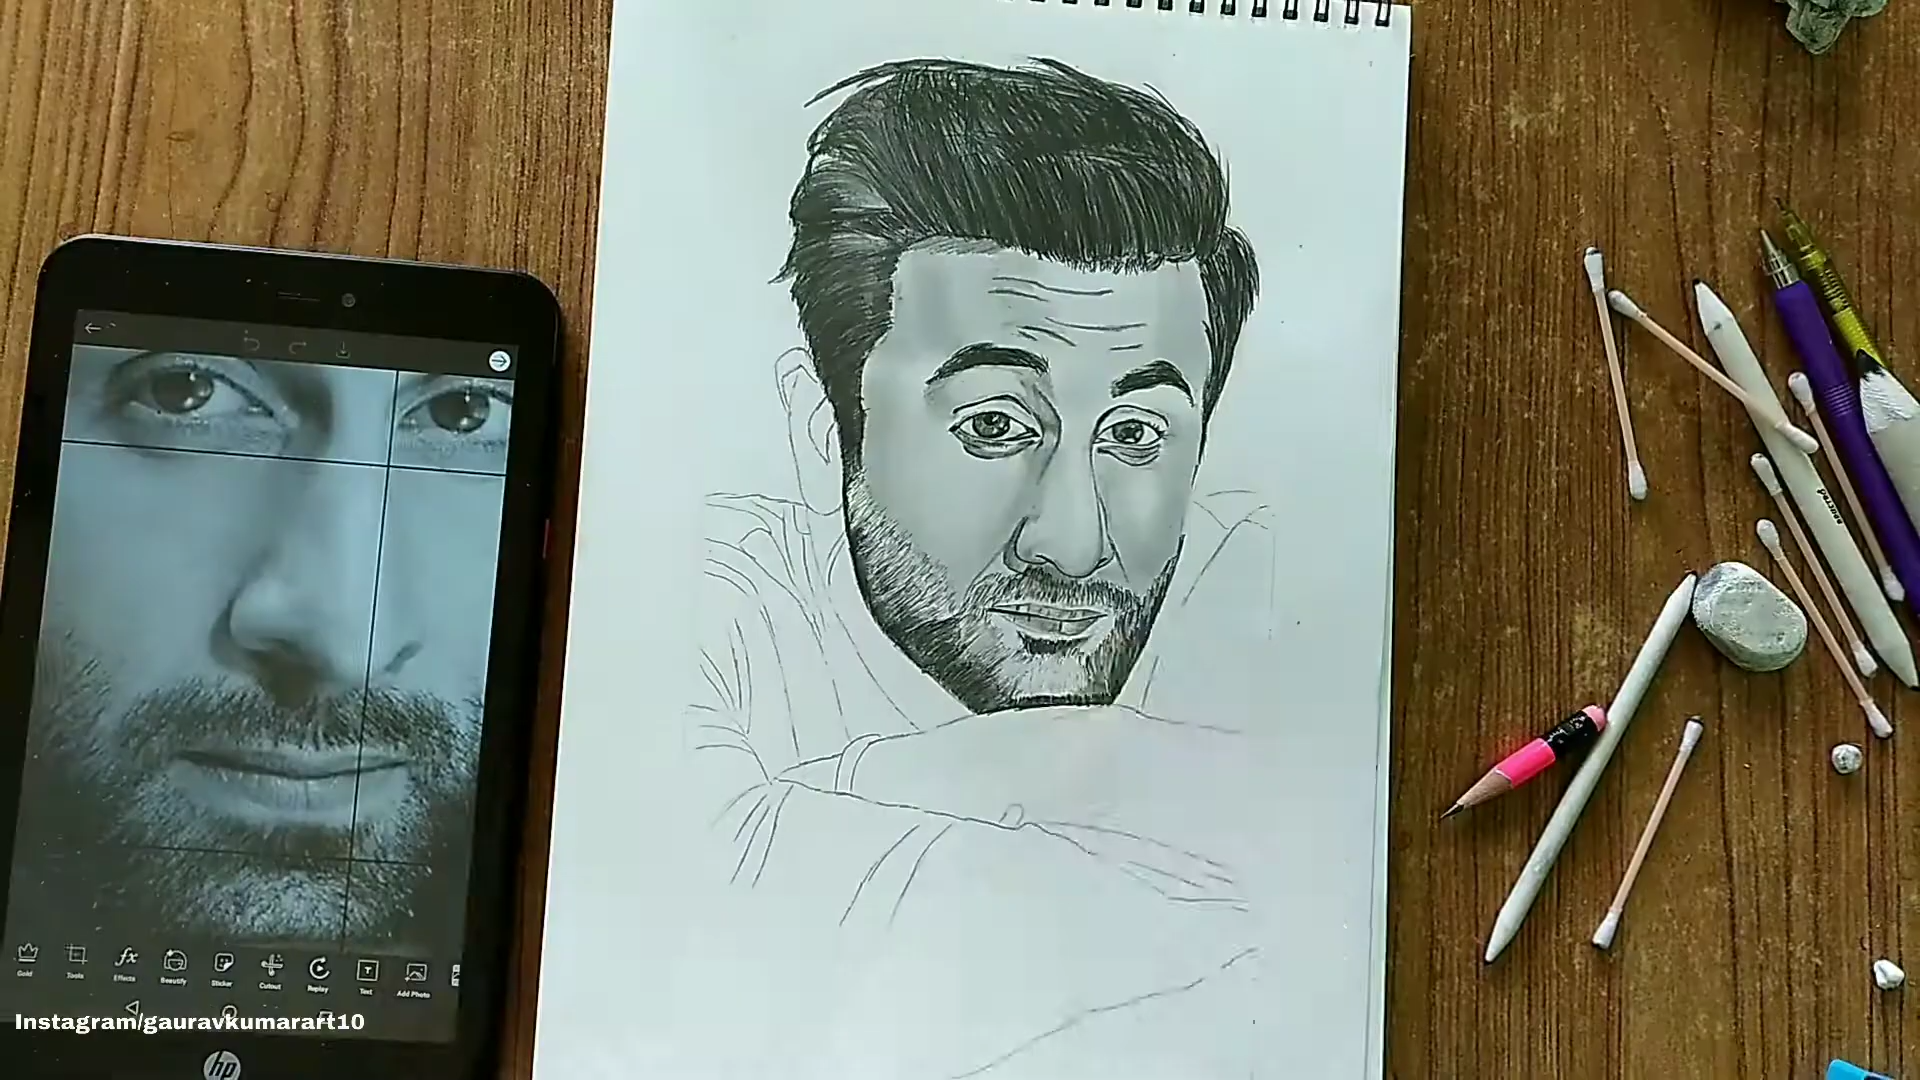 Gold Tools Effects Beautify Sticker Cutout Replay Text Add Photo
Instagram/gauravkumarart10
hp